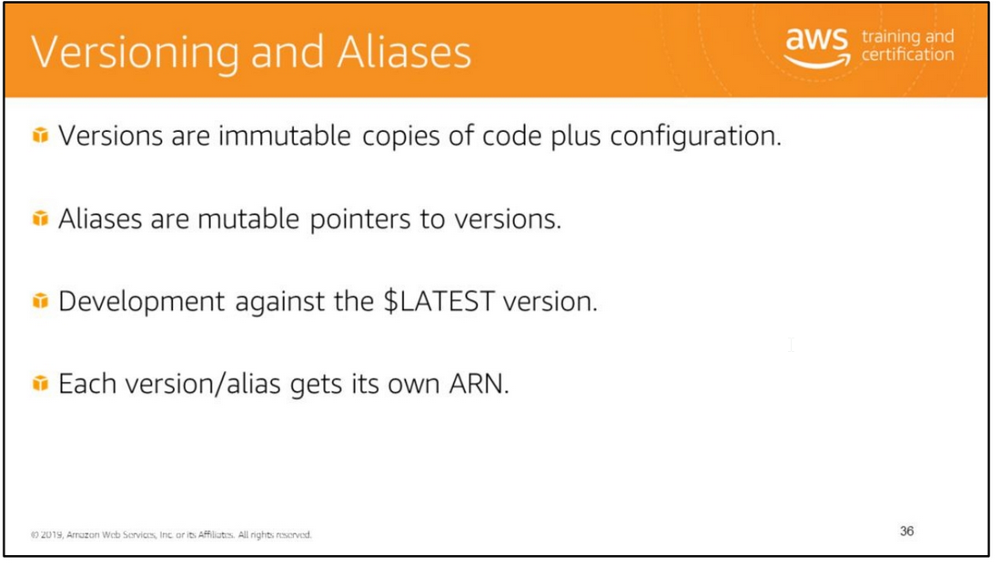 Versioning and Aliases
aws training and
certification
Versions are immutable copies of code plus configuration.
Aliases are mutable pointers to versions.
Development against the $LATEST version.
Each version/alias gets its own ARN.
© 2019, Amazon Web Services, Inc. or its Affiliates. All rights reserved.
36